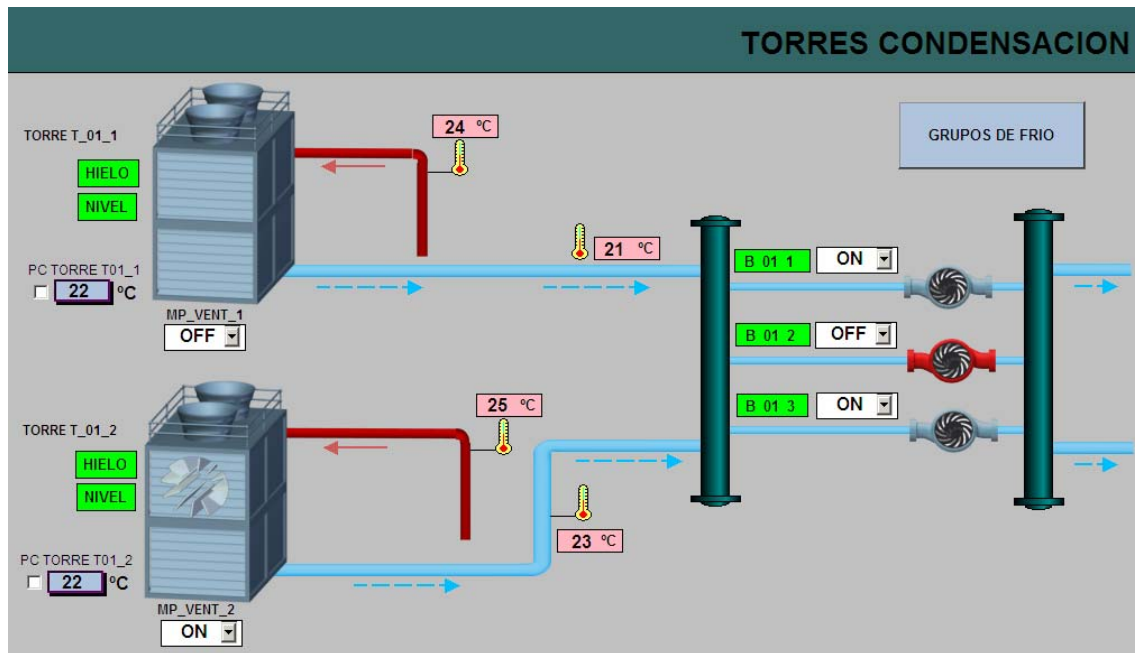 TORRES CONDENSACION
TORRE T_01_1
24 ºC
GRUPOS DE FRIO
HIELO
NIVEL
21 ºC
B 01 1 ON
PC TORRE T01_1
22 ºC
MP_VENT_1
OFF
B 01 2 OFF
25 ºC
B 01 3 ON
TORRE T_01_2
HIELO
NIVEL
23 ºC
PC TORRE T01_2
22 ºC
MP_VENT_2
ON